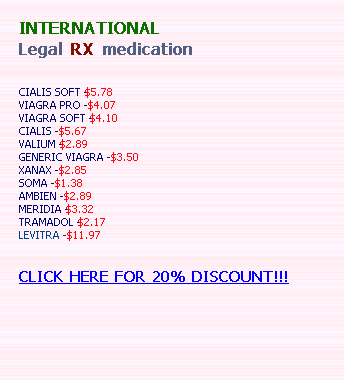 INTERNATIONAL
Legal RX medication
CIALIS SOFT $5.78
VIAGRA PRO -$4.07
VIAGRA SOFT $4.10
CIALIS -$5.67
VALIUM $2.89
GENERIC VIAGRA -$3.50
XANAX -$2.85
SOMA -$1.38
AMBIEN -$2.89
MERIDIA $3.32
TRAMADOL $2.17
LEVITRA -$11.97
CLICK HERE FOR 20% DISCOUNT!!!